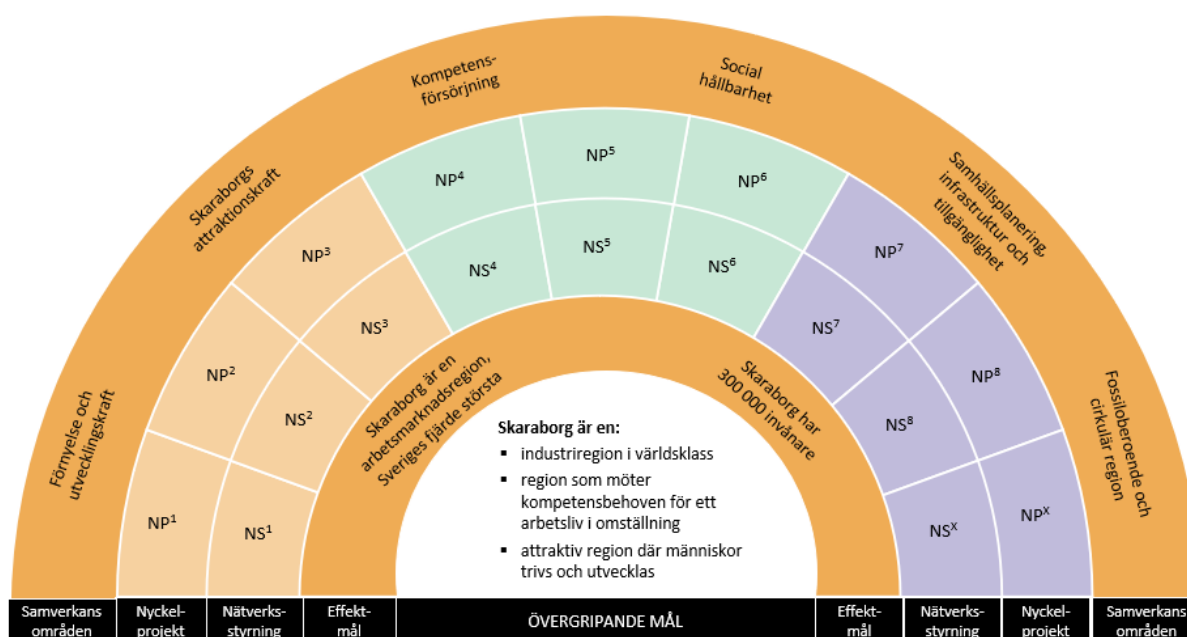 Kompetens-
försörjning
Social
hållbarhet
Skaraborgs
attraktionskraft
Samhällsplanering,
infrastruktur och
tillgänglighet
Förnyelse och
utvecklingskraft
Fossiloberoende och
cirkulär region
NP⁴
NP⁵
NP⁶
NP³
NP⁷
NS⁴
NS⁵
NS⁶
NS³
NS⁷
NP²
NP⁸
NS²
NS⁸
NP¹
NS¹
NSˣ
NPˣ
Skaraborg är en
arbetsmarknadsregion,
Sveriges fjärde största
Skaraborg har
300 000 invånare
Skaraborg är en:
▪ industriregion i världsklass
▪ region som möter
kompetensbehoven för ett
arbetsliv i omställning
▪ attraktiv region där människor
trivs och utvecklas
Samverkans
områden
Nyckel-
projekt
Nätverks-
styrning
Effekt-
mål
ÖVERGRIPANDE MÅL
Effekt-
mål
Nätverks-
styrning
Nyckel-
projekt
Samverkans
områden